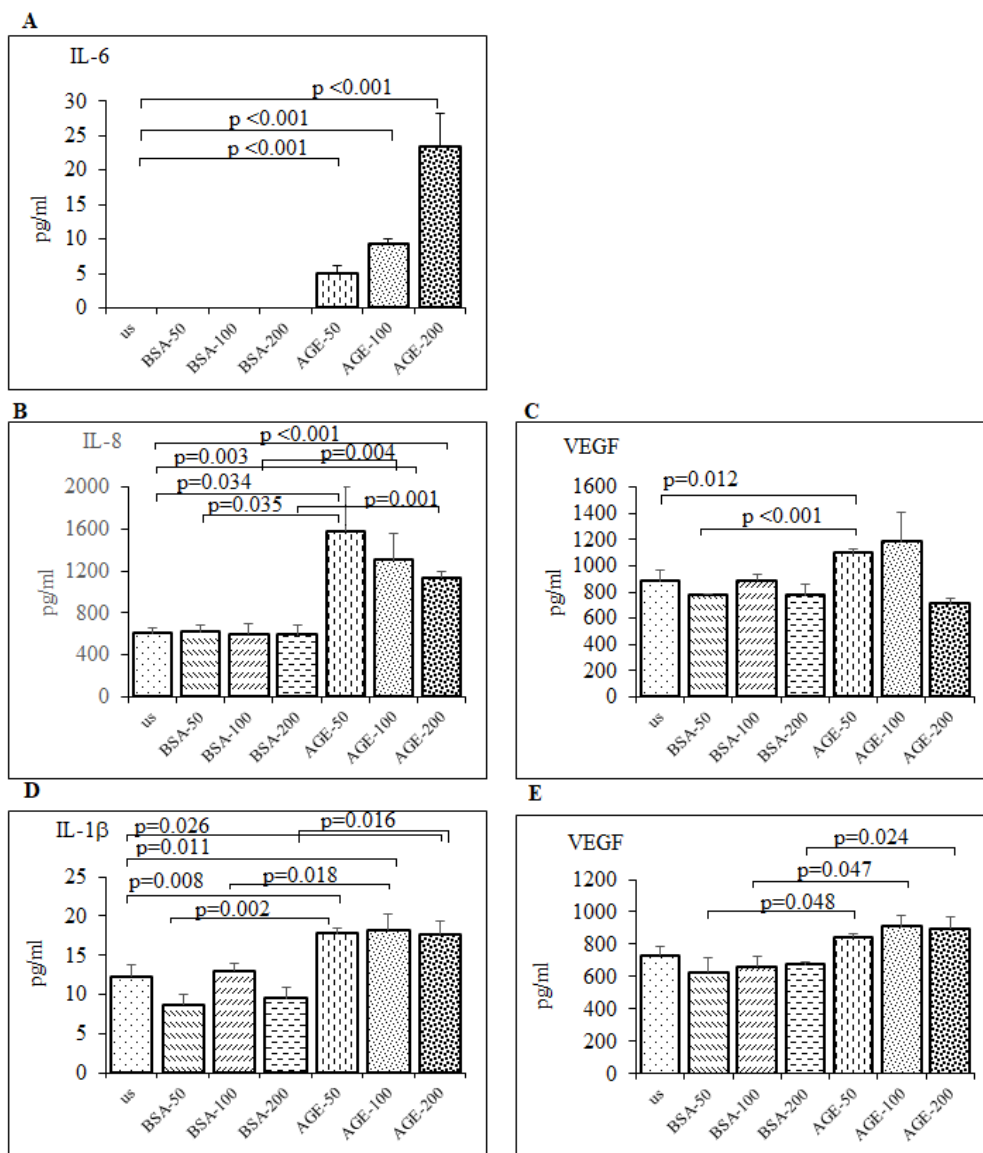 A
IL-6
p <0.001
p <0.001
p <0.001
30
25
20
15
10
5
0
pg/ml
us
BSA-50
BSA-100
BSA-200
AGE-50
AGE-100
AGE-200
B
IL-8
p <0.001
p=0.003
p=0.004
p=0.034
p=0.035
p=0.001
2000
1600
1200
800
400
0
pg/ml
us
BSA-50
BSA-100
BSA-200
AGE-50
AGE-100
AGE-200
C
VEGF
p=0.012
p <0.001
1600
1400
1200
1000
800
600
400
200
0
pg/ml
us
BSA-50
BSA-100
BSA-200
AGE-50
AGE-100
AGE-200
D
IL-1β
p=0.026
p=0.016
p=0.011
p=0.008
p=0.018
p=0.002
25
20
15
10
5
0
pg/ml
us
BSA-50
BSA-100
BSA-200
AGE-50
AGE-100
AGE-200
E
VEGF
p=0.024
p=0.047
p=0.048
1200
1000
800
600
400
200
0
pg/ml
us
BSA-50
BSA-100
BSA-200
AGE-50
AGE-100
AGE-200